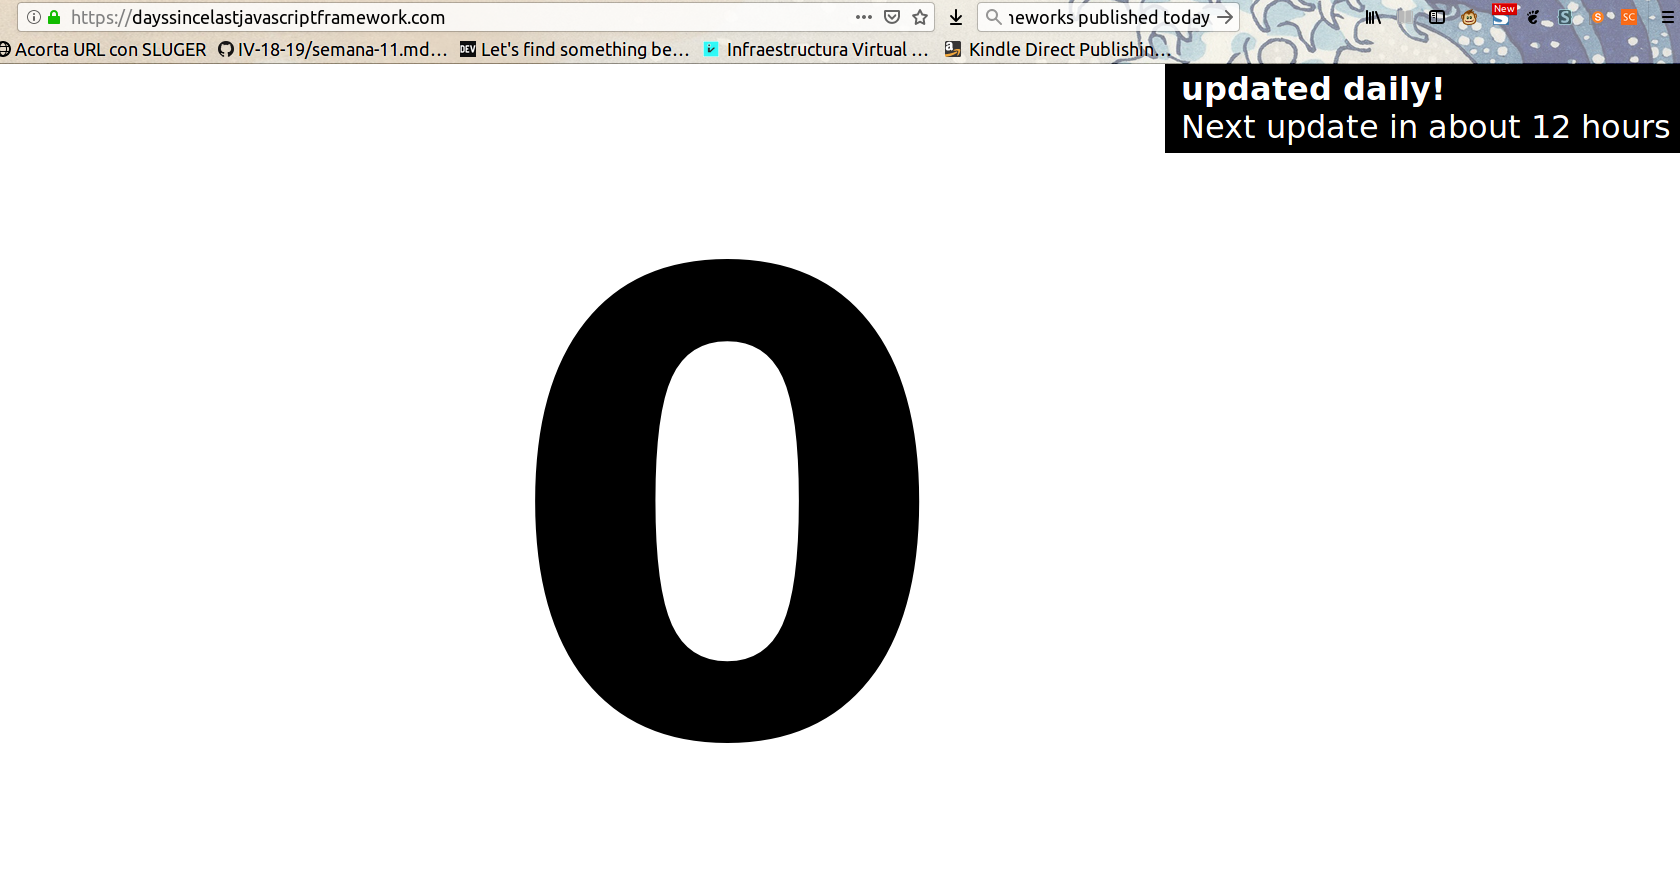 https://dayssincelastjavascriptframework.com
neworks published today
New
Acorta URL con SLUGER
IV-18-19/semana-11.md...
DEV Let's find something be...
Infraestructura Virtual ...
Kindle Direct Publishin...
S
S
SC
updated daily!
Next update in about 12 hours
0